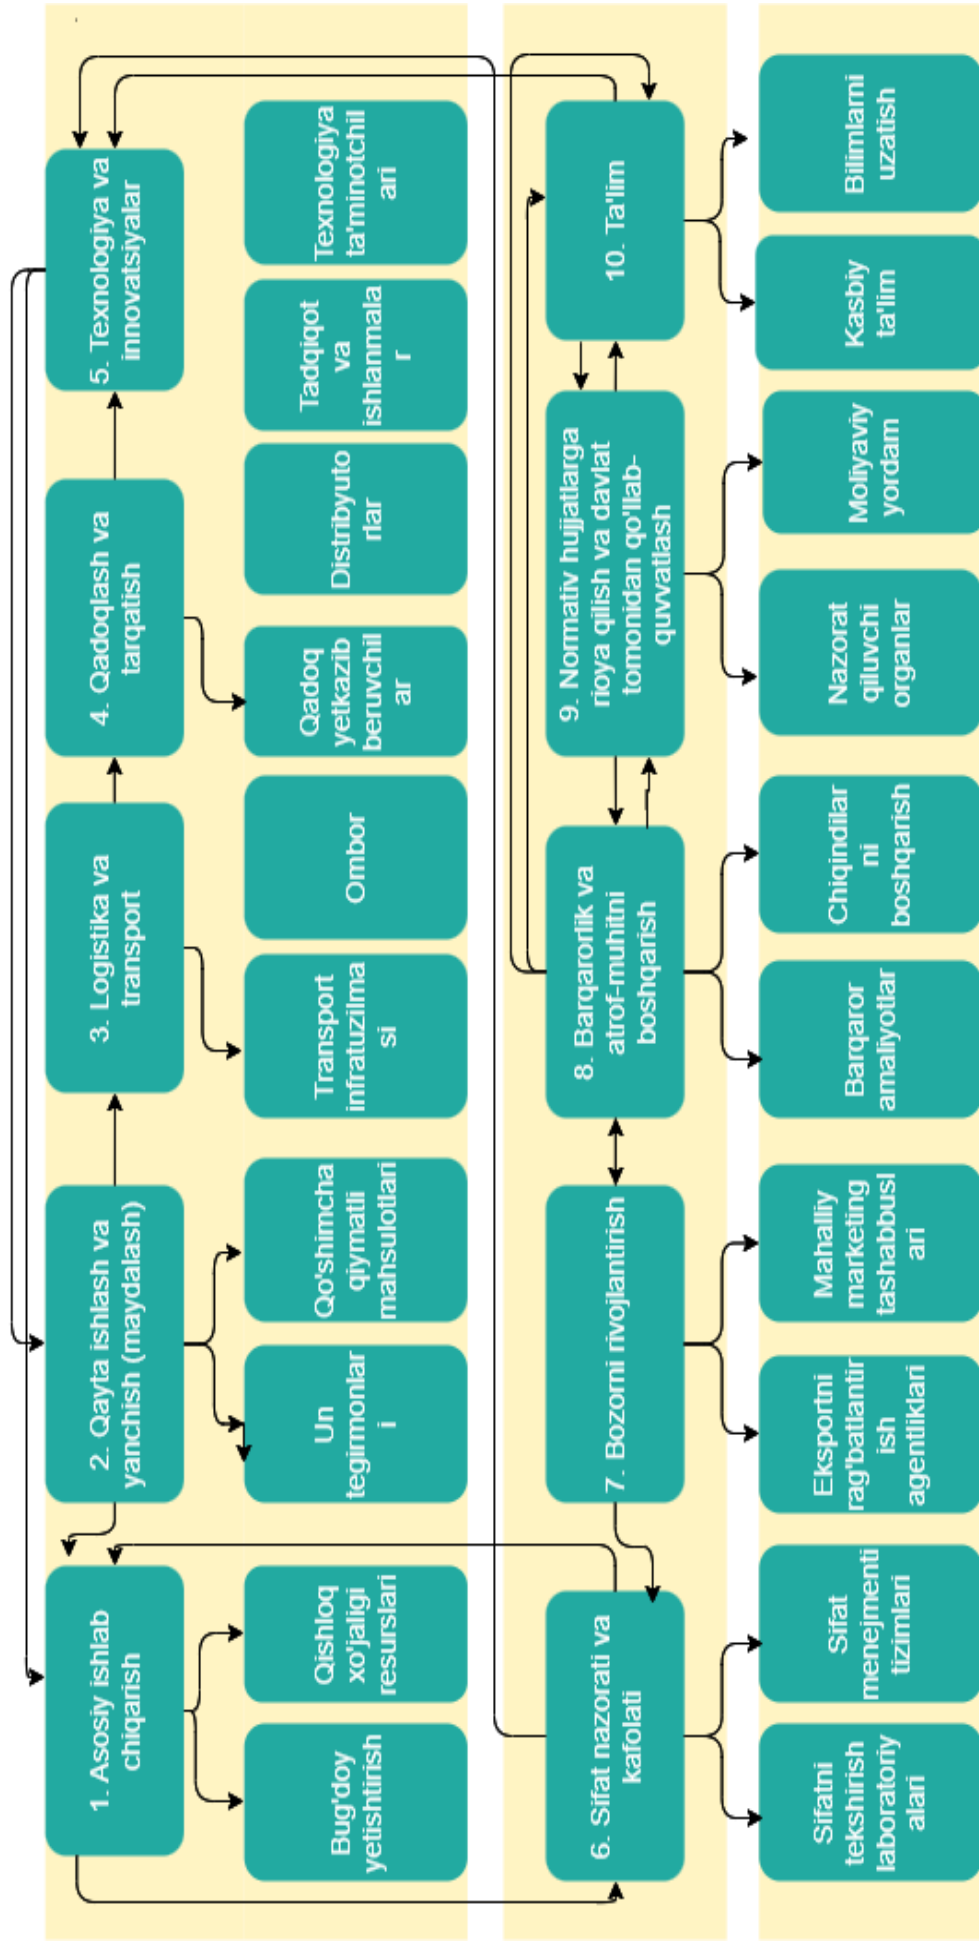 1. Asosiy ishlab
chiqarish
2. Qayta ishlash va
yanchish (maydalash)
3. Logistika va
transport
4. Qadoqlash va
tarqatish
5. Texnologiya va
innovatsiyalar
Bug'doy
yetishtirish
Qishloq
xo'jaligi
resurslari
Un
tegirmonlar
i
Qo'shimcha
qiymatli
mahsulotlari
Transport
infratuzilma
si
Ombor
Qadoq
yetkazib
beruvchil
ar
Distribyuto
rlar
Tadqiqot
va
ishlanmala
r
Texnologiya
ta'minotchil
ari
6. Sifat nazorati va
kafolati
7. Bozorni rivojlantirish
8. Barqarorlik va
atrof-muhitni
boshqarish
9. Normativ hujjatlarga
rioya qilish va davlat
tomonidan qo'llab-
quvvatlash
10. Ta'lim
Sifatni
tekshirish
laboratoriy
alari
Sifat
menejmenti
tizimlari
Eksportni
rag'batlantir
ish
agentliklari
Mahalliy
marketing
tashabbusl
ari
Barqaror
amaliyotlar
Chiqindilar
ni
boshqarish
Nazorat
qiluvchi
organlar
Moliyaviy
yordam
Kasbiy
ta'lim
Bilimlarni
uzatish